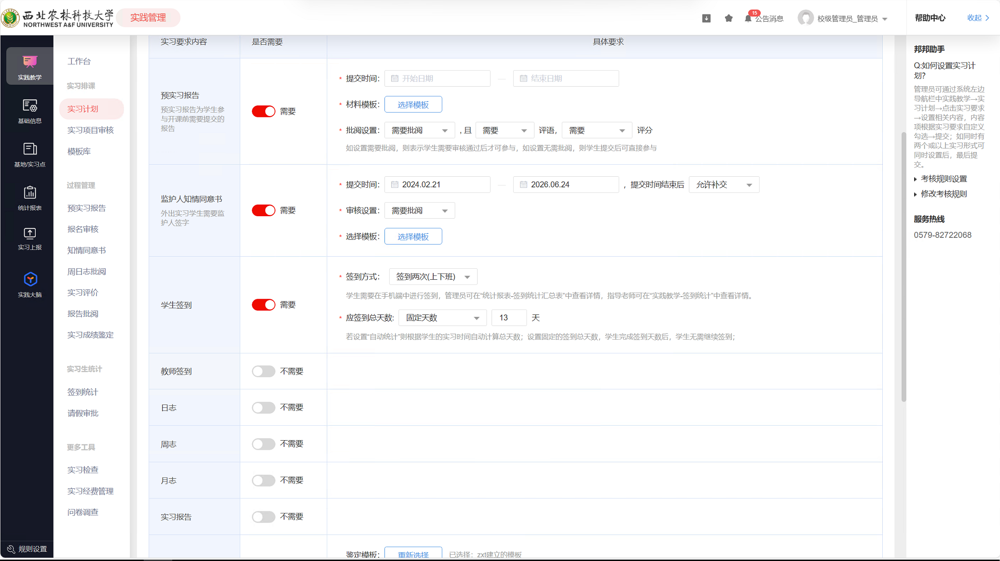 西北农林科技大学
NORTHWEST A&F UNIVERSITY
实践管理
15
公告消息
校级管理员_管理员
帮助中心
收起
实践教学
基础信息
基地/实习点
统计报表
实习上报
实践大脑
规则设置
工作台
实习排课
实习计划
实习项目审核
模板库
过程管理
预实习报告
报名审核
知情同意书
周日志批阅
实习评价
报告批阅
实习成绩鉴定
实习生统计
签到统计
请假审批
更多工具
实习检查
实习经费管理
问卷调查
实习要求内容 是否需要 具体要求
预实习报告
预实习报告为学生参
与开课前需要提交的
报告
需要
* 提交时间: 开始日期 — 结束日期
* 材料模板: 选择模板
* 批阅设置: 需要批阅 ，且 需要 评语， 需要 评分
如设置需要批阅，则表示学生需要审核通过后才可参与，如设置无需批阅，则学生提交后可直接参与
监护人知情同意书
外出实习学生需要监
护人签字
需要
* 提交时间: 2024.02.21 — 2026.06.24 ，提交时间结束后 允许补交
* 审核设置: 需要批阅
* 选择模板: 选择模板
学生签到
需要
* 签到方式: 签到两次(上下班)
学生需要在手机端中进行签到，管理员可在“统计报表-签到统计汇总表”中查看详情，指导老师可在“实践教学-签到统计”中查看详情。
* 应签到总天数: 固定天数 13 天
若设置“自动统计”则根据学生的实习时间自动计算总天数；设置固定的签到总天数，学生完成签到天数后，学生无需继续签到；
教师签到 不需要
日志 不需要
周志 不需要
月志 不需要
实习报告 不需要
鉴定模板: 重新选择 已选择：zxt建立的模板
邦邦助手
Q:如何设置实习计
划？
管理员可通过系统左边
导航栏中实践教学→实
习计划→点击实习要求
→设置相关内容，内容
项根据实习要求自定义
勾选→提交；如同时有
两个或以上实习形式可
同时设置后，最后提
交。
考核规则设置
修改考核规则
服务热线
0579-82722068